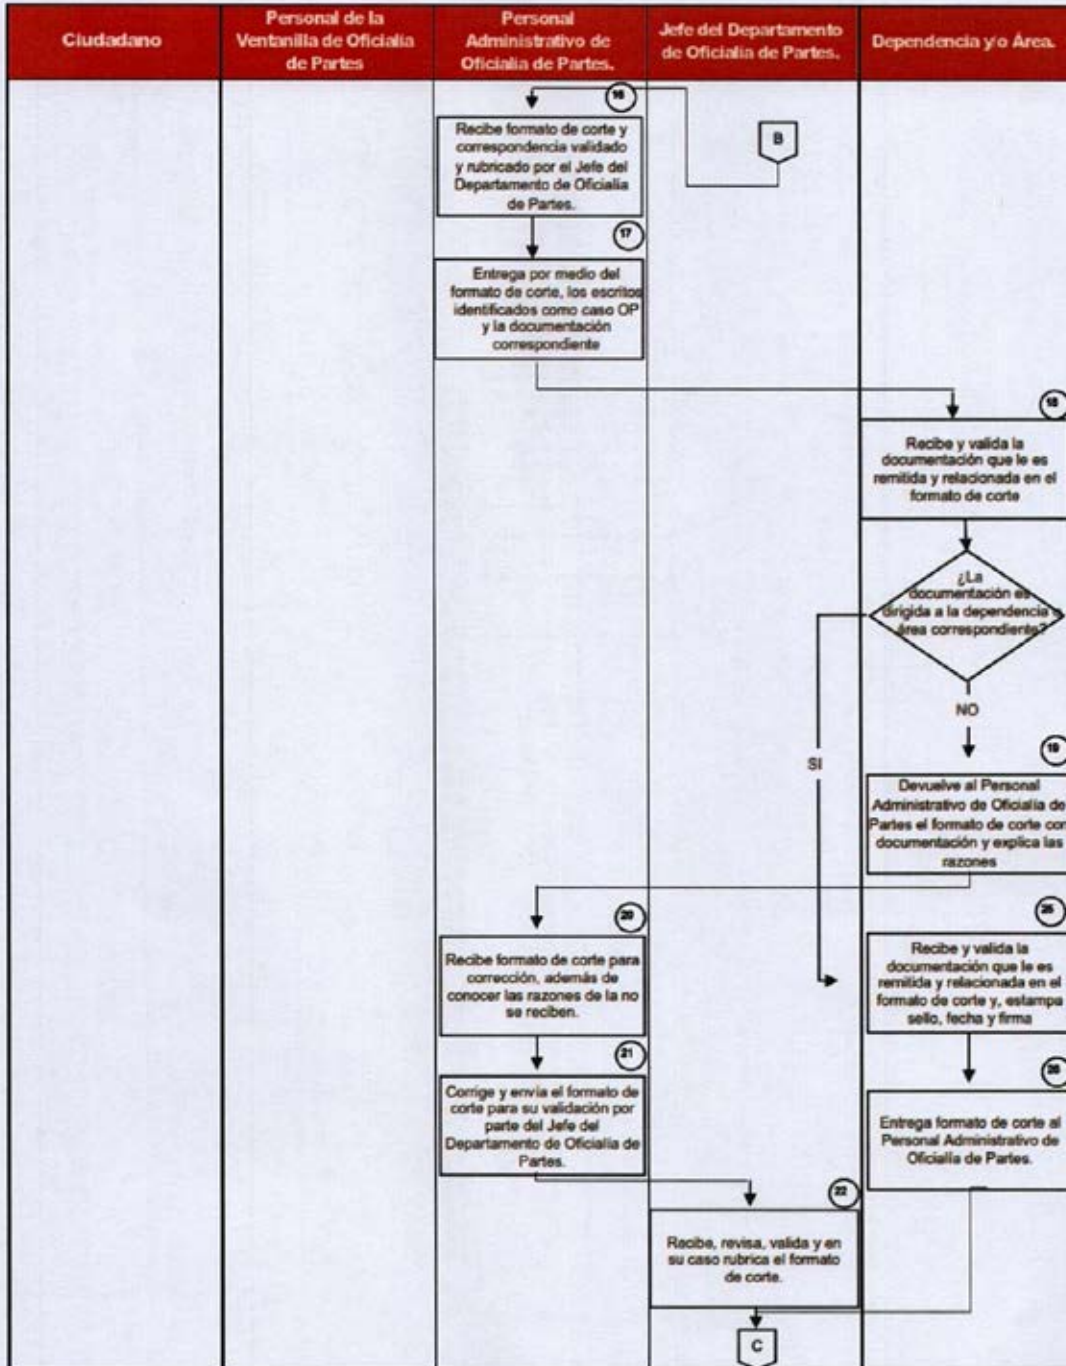 Ciudadano
Personal de la
Ventanilla de Oficialía
de Partes
Personal
Administrativo de
Oficialía de Partes.
Jefe del Departamento
de Oficialía de Partes.
Dependencia y/o Área.
16
Recibe formato de corte y
correspondencia validado
y rubricado por el Jefe del
Departamento de Oficialía
de Partes.
B
17
Entrega por medio del
formato de corte, los escritos
identificados como caso OP
y la documentación
correspondiente
18
Recibe y valida la
documentación que le es
remitida y relacionada en el
formato de corte
¿La
documentación es
dirigida a la dependencia o
área correspondiente?
NO
SI
19
Devuelve al Personal
Administrativo de Oficialía de
Partes el formato de corte con
documentación y explica las
razones
20
Recibe formato de corte para
corrección, además de
conocer las razones de la no
se reciben.
25
Recibe y valida la
documentación que le es
remitida y relacionada en el
formato de corte y, estampa
sello, fecha y firma
21
Corrige y envía el formato de
corte para su validación por
parte del Jefe del
Departamento de Oficialía de
Partes.
26
Entrega formato de corte al
Personal Administrativo de
Oficialía de Partes.
22
Recibe, revisa, valida y en
su caso rubrica el formato
de corte.
C